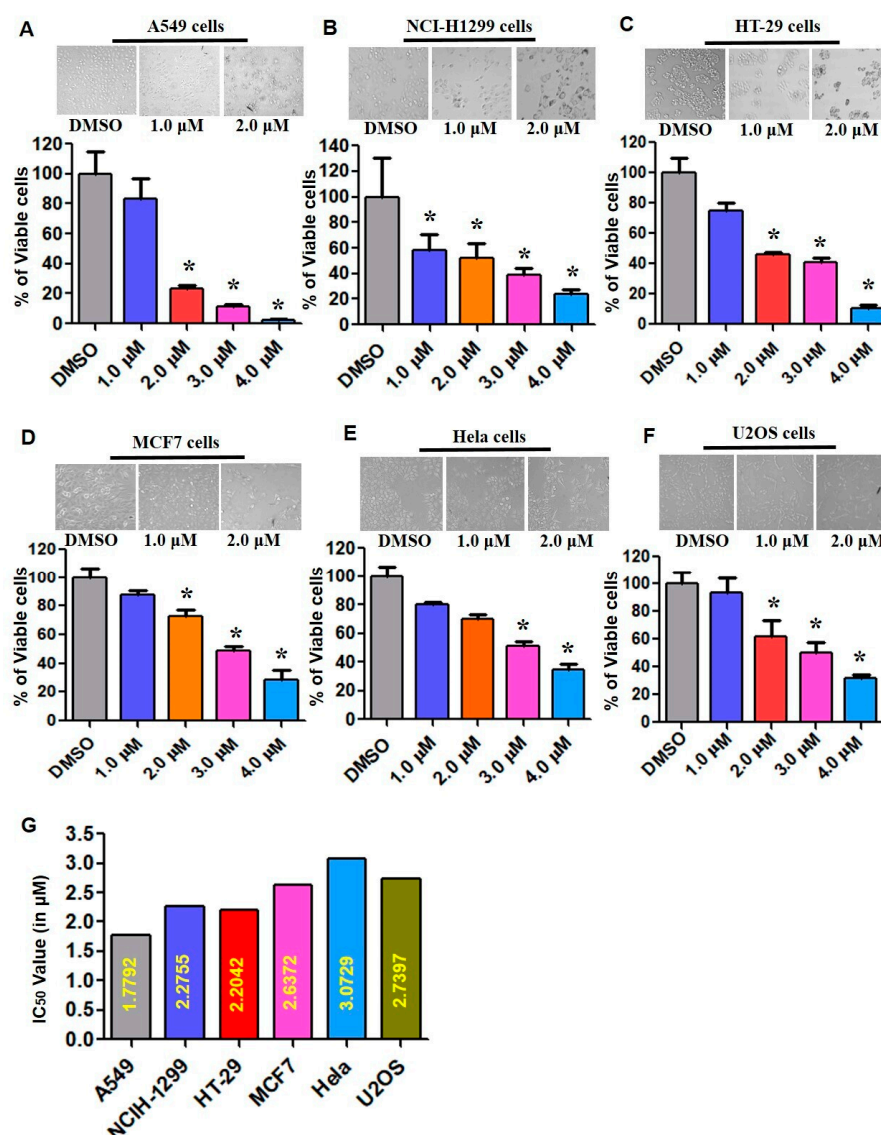 A
A549 cells
DMSO 1.0 µM 2.0 µM
% of Viable cells
120
100
80
60
40
20
0
* * *
DMSO 1.0 µM 2.0 µM 3.0 µM 4.0 µM
B
NCI-H1299 cells
DMSO 1.0 µM 2.0 µM
% of Viable cells
140
120
100
80
60
40
20
0
* * * *
DMSO 1.0 µM 2.0 µM 3.0 µM 4.0 µM
C
HT-29 cells
DMSO 1.0 µM 2.0 µM
% of Viable cells
120
100
80
60
40
20
0
* * *
DMSO 1.0 µM 2.0 µM 3.0 µM 4.0 µM
D
MCF7 cells
DMSO 1.0 µM 2.0 µM
% of Viable cells
120
100
80
60
40
20
0
* * *
DMSO 1.0 µM 2.0 µM 3.0 µM 4.0 µM
E
Hela cells
DMSO 1.0 µM 2.0 µM
% of Viable cells
120
100
80
60
40
20
0
* *
DMSO 1.0 µM 2.0 µM 3.0 µM 4.0 µM
F
U2OS cells
DMSO 1.0 µM 2.0 µM
% of Viable cells
120
100
80
60
40
20
0
* * *
DMSO 1.0 µM 2.0 µM 3.0 µM 4.0 µM
G
IC50 Value (in µM)
3.5
3.0
2.5
2.0
1.5
1.0
0.5
0.0
1.7792 2.2755 2.2042 2.6372 3.0729 2.7397
A549 NCIH-1299 HT-29 MCF7 Hela U2OS